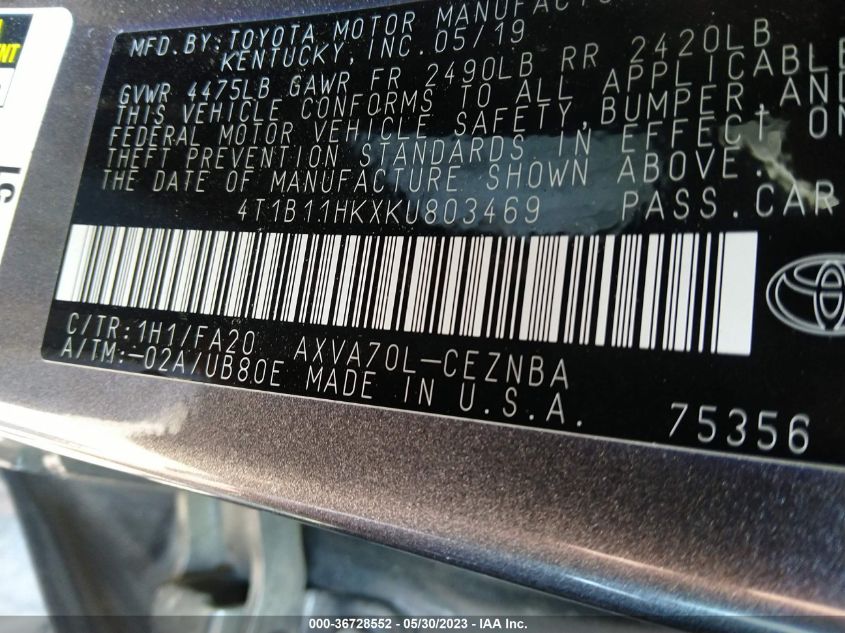 MFD. BY: TOYOTA MOTOR MANUFACTU
KENTUCKY, INC. 05/19
GVWR 4475LB GAWR FR 2490LB RR 2420LB
THIS VEHICLE CONFORMS TO ALL APPLICABLE
FEDERAL MOTOR VEHICLE SAFETY, BUMPER, AND
THEFT PREVENTION STANDARDS IN EFFECT ON
THE DATE OF MANUFACTURE SHOWN ABOVE.
4T1B11HKXKU803469 PASS. CAR
C/TR: 1H1/FA20 AXVA70L-CEZNBA
A/TM: -02A/UB80E MADE IN U.S.A.
75356
000-36728552 - 05/30/2023 - IAA Inc.